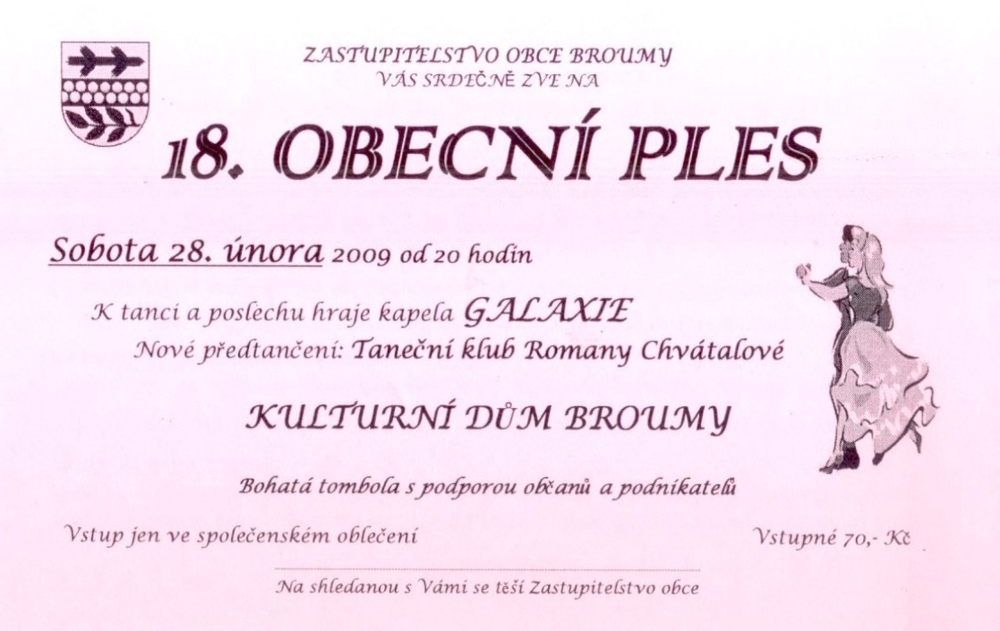 ZASTUPITELSTVO OBCE BROUMY
VÁS SRDEČNĚ ZVE NA
18. OBECNÍ PLES
Sobota 28. února 2009 od 20 hodin
K tanci a poslechu hraje kapela GALAXIE
Nové předtančení: Taneční klub Romany Chvátalové
KULTURNÍ DŮM BROUMY
Bohatá tombola s podporou občanů a podnikatelů
Vstup jen ve společenském oblečení Vstupné 70,- Kč
Na shledanou s Vámi se těší Zastupitelstvo obce